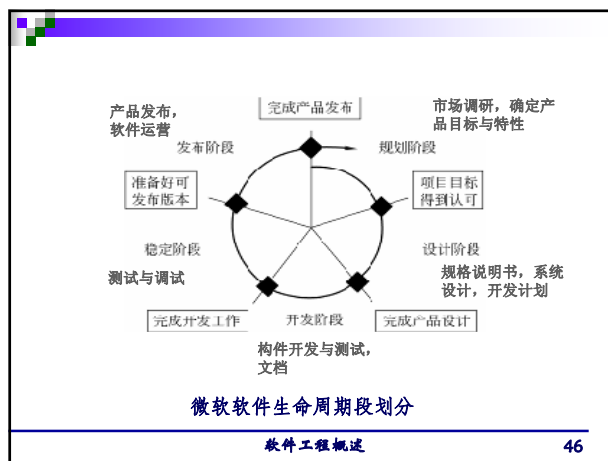 完成产品发布
市场调研，确定产
品目标与特性
产品发布，
软件运营
发布阶段
规划阶段
准备好可
发布版本
项目目标
得到认可
稳定阶段
设计阶段
测试与调试
规格说明书，系统
设计，开发计划
完成开发工作
开发阶段
完成产品设计
构件开发与测试，
文档
微软软件生命周期段划分
软件工程概述
46